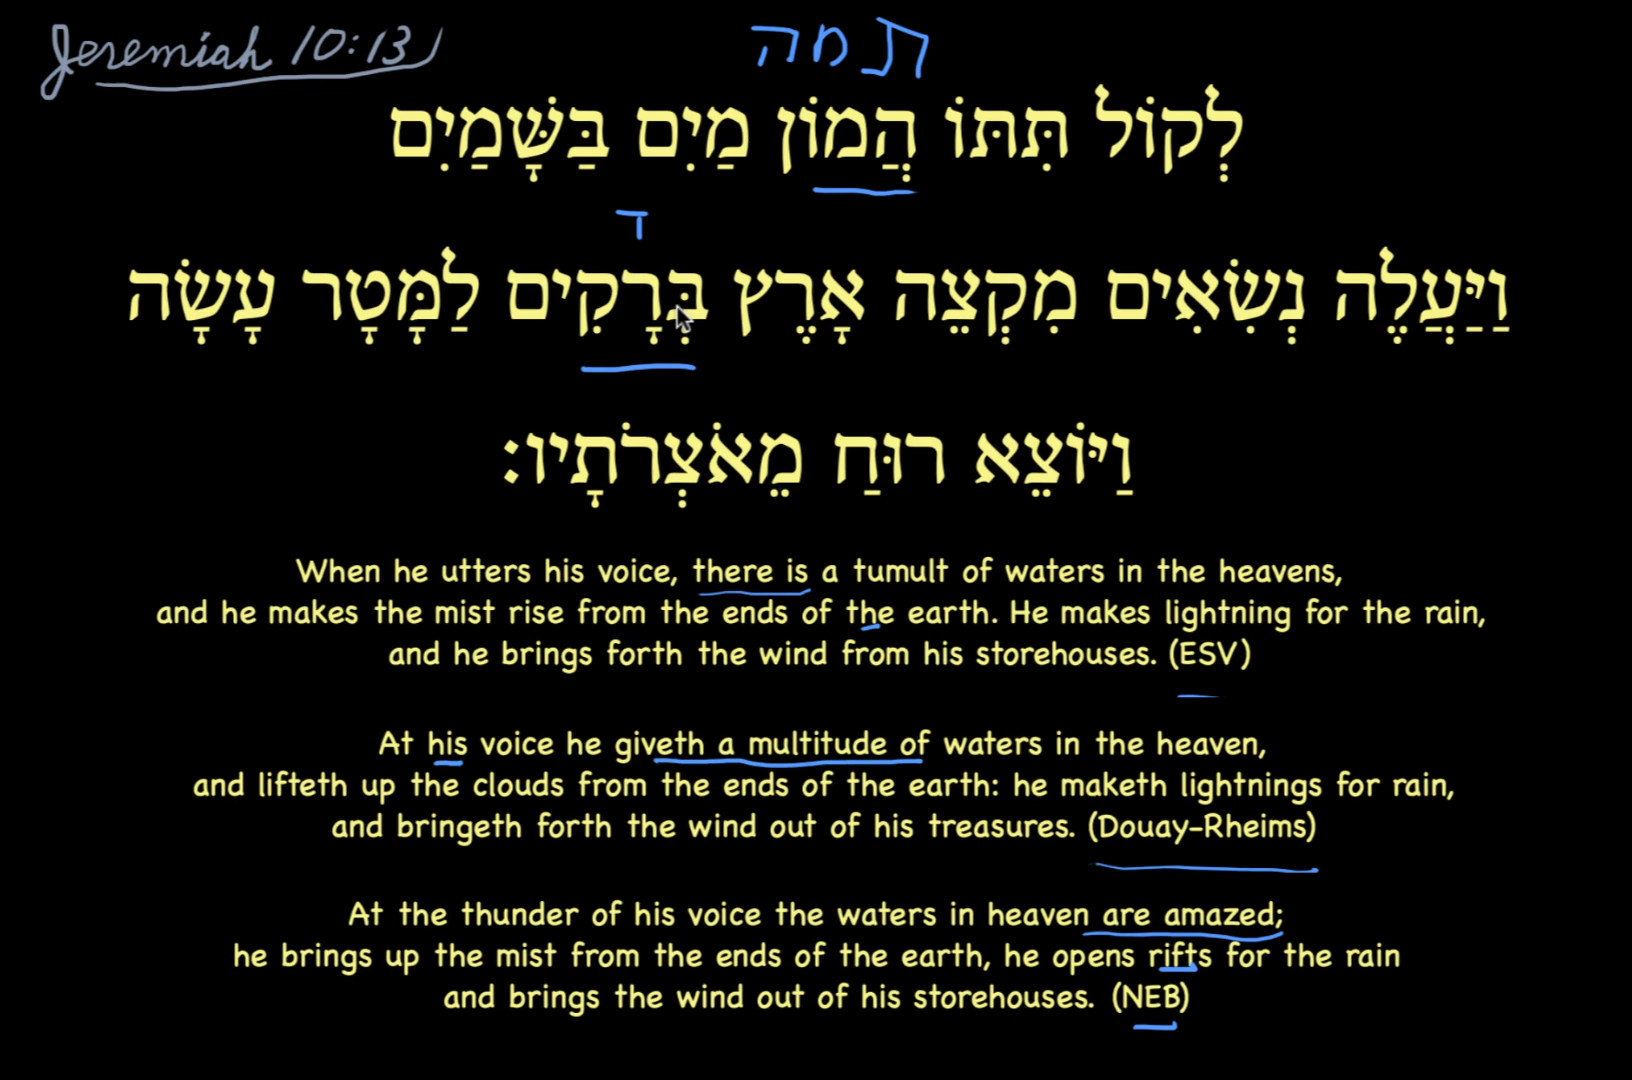 Jeremiah 10:13
תמה
לְקוֹל תִּתּוֹ הֲמוֹן מַיִם בַּשָּׁמַיִם
ד
וַיַּעֲלֶה נְשִׂאִים מִקְצֵה אָרֶץ בְּרָקִים לַמָּטָר עָשָׂה
וַיּוֹצֵא רוּחַ מֵאֹצְרֹתָיו׃
When he utters his voice, there is a tumult of waters in the heavens,
and he makes the mist rise from the ends of the earth. He makes lightning for the rain,
and he brings forth the wind from his storehouses. (ESV)
At his voice he giveth a multitude of waters in the heaven,
and lifteth up the clouds from the ends of the earth: he maketh lightnings for rain,
and bringeth forth the wind out of his treasures. (Douay-Rheims)
At the thunder of his voice the waters in heaven are amazed;
he brings up the mist from the ends of the earth, he opens rifts for the rain
and brings the wind out of his storehouses. (NEB)